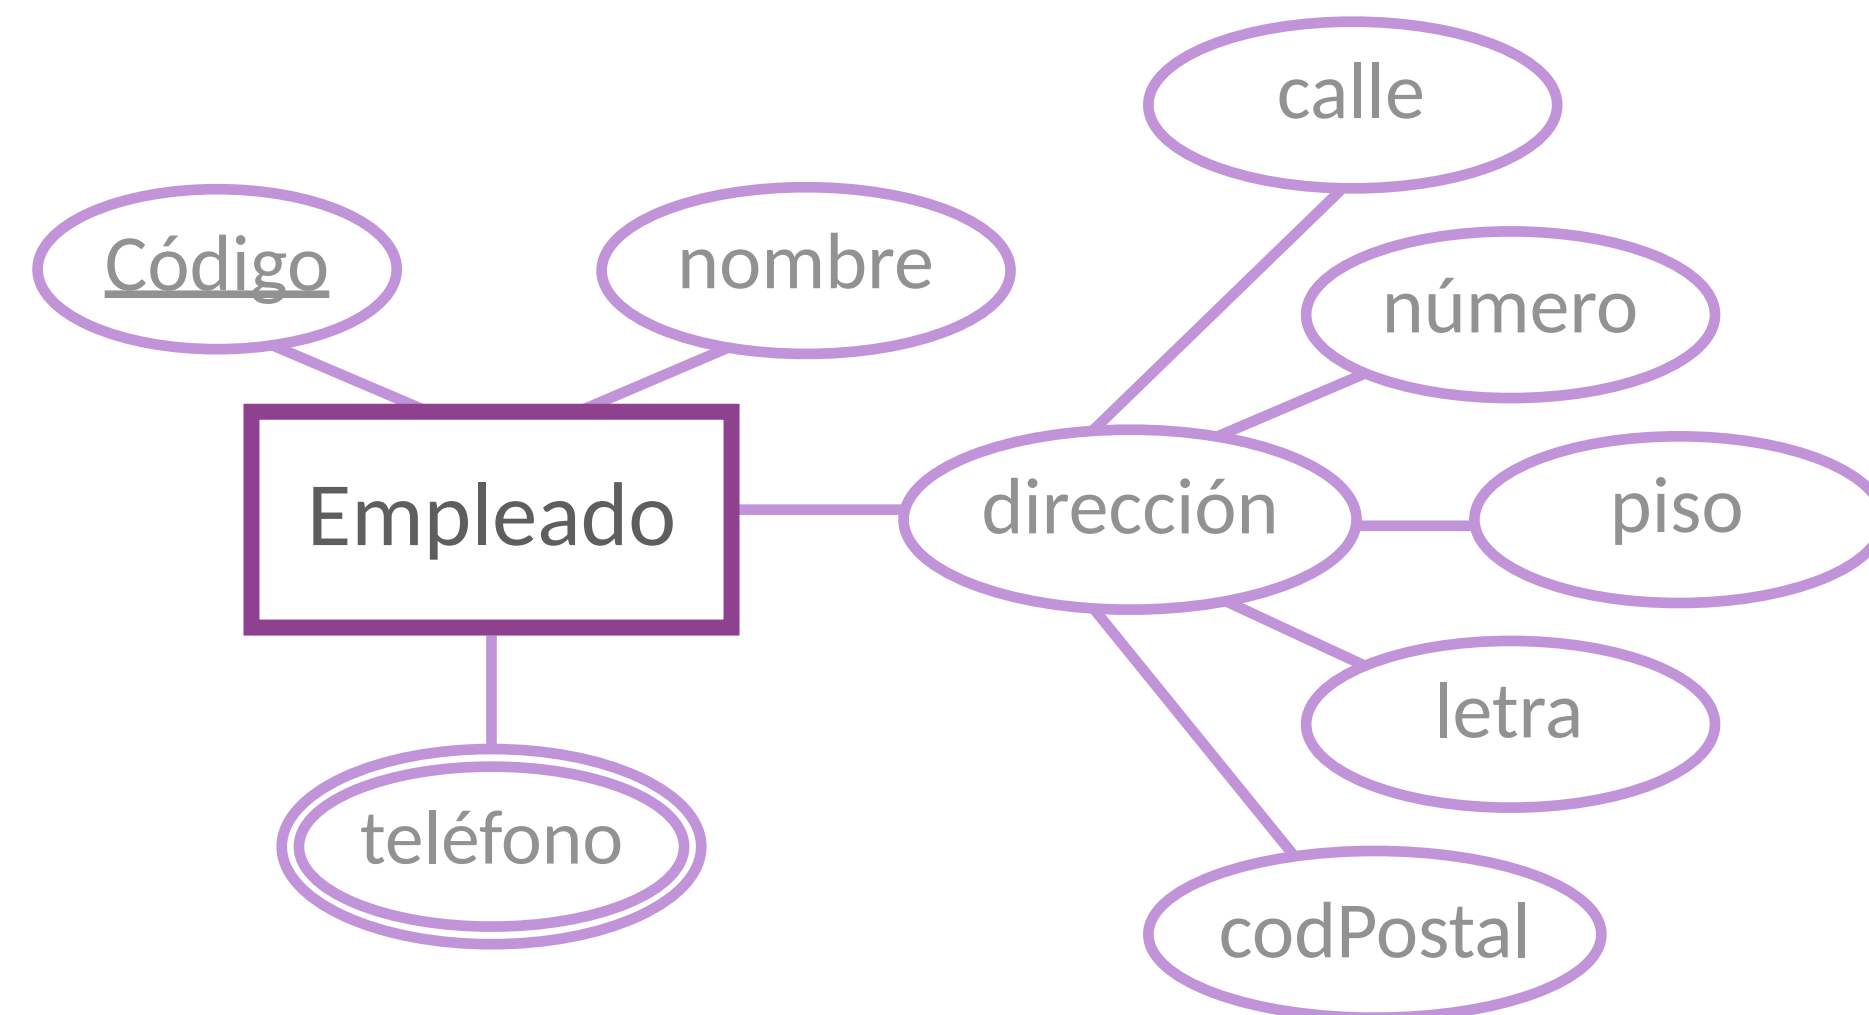 calle
Código
nombre
número
Empleado
dirección
piso
letra
teléfono
codPostal